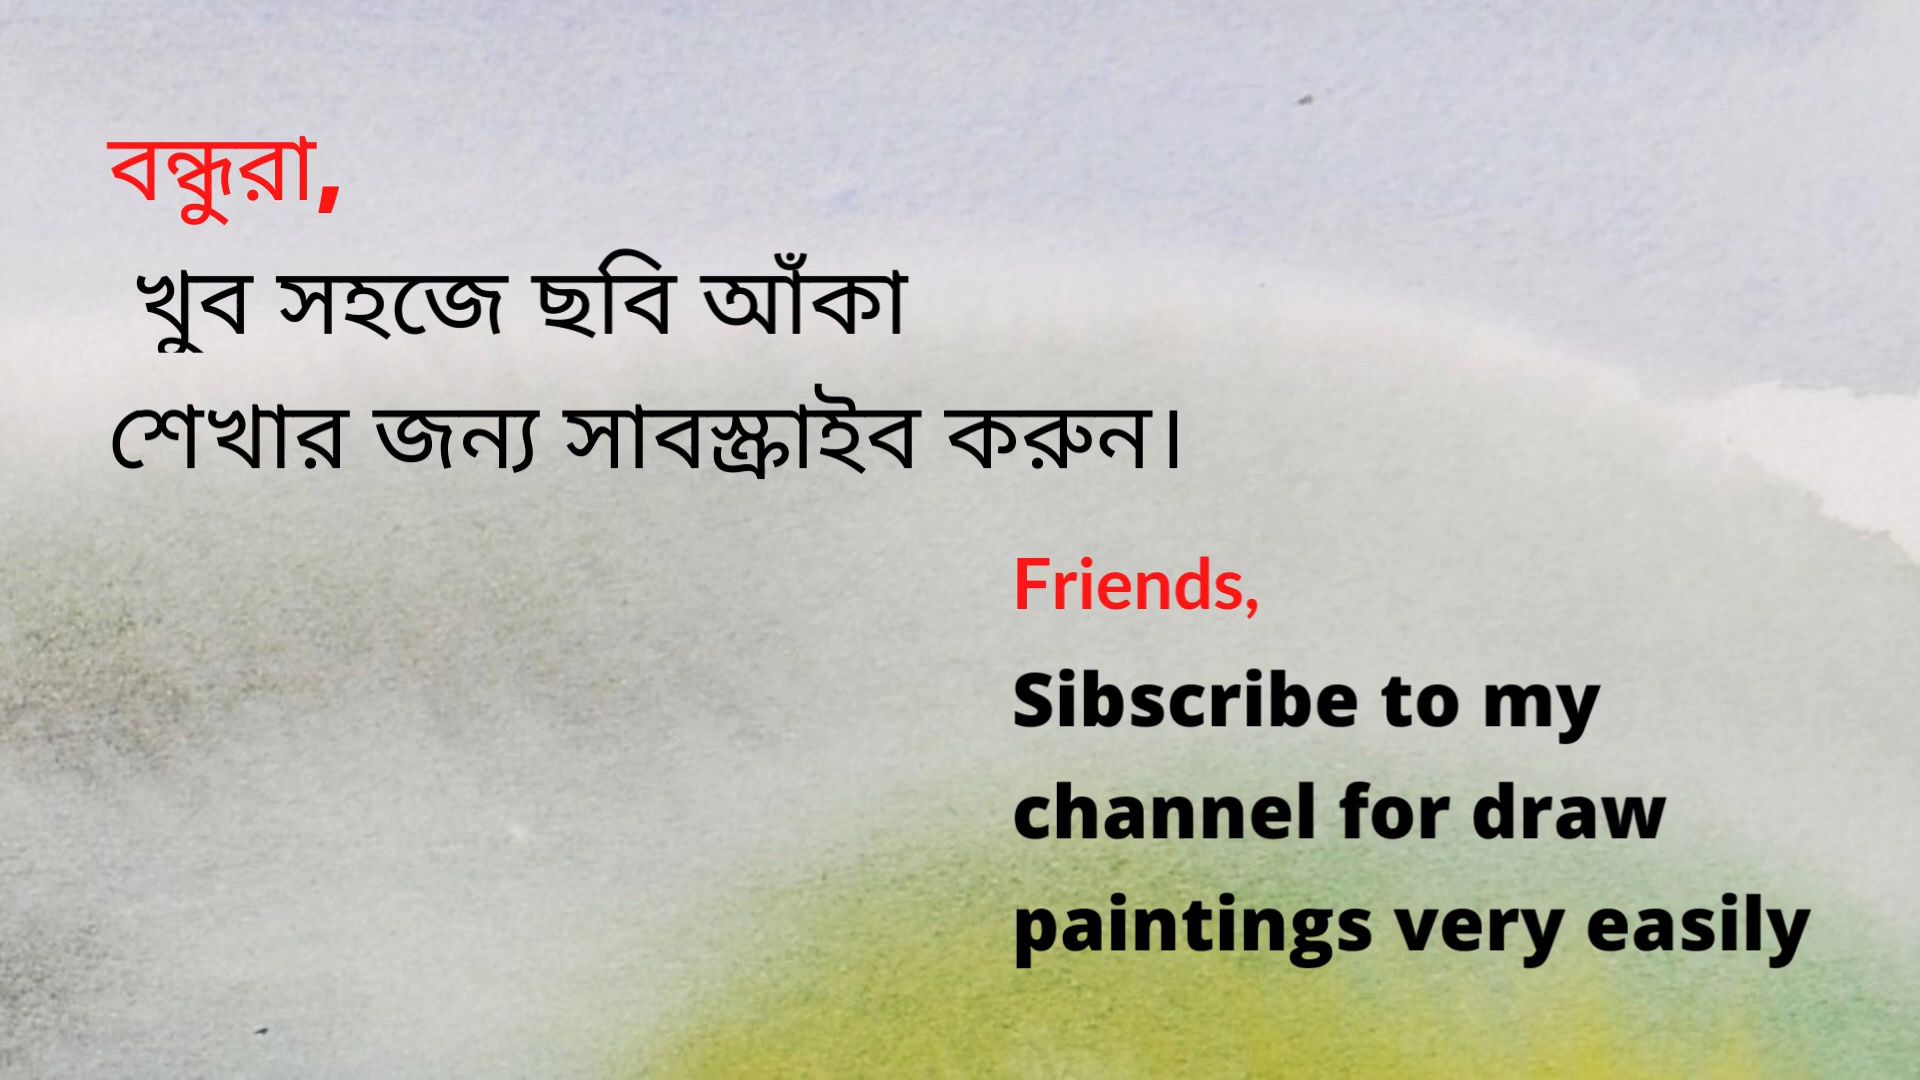 বন্ধুরা,
খুব সহজে ছবি আঁকা
শেখার জন্য সাবস্ক্রাইব করুন।
Friends,
Sibscribe to my
channel for draw
paintings very easily